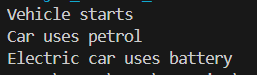 Vehicle starts
Car uses petrol
Electric car uses battery